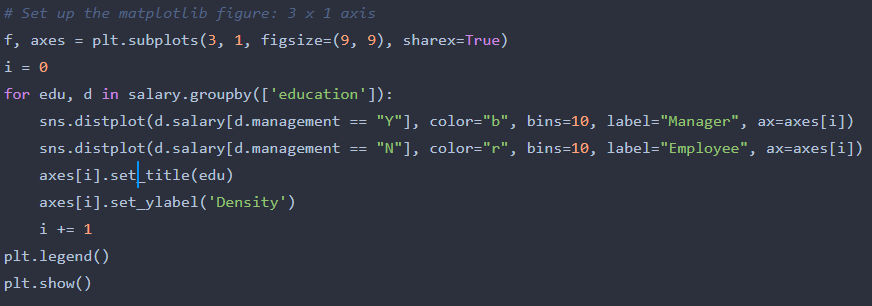 # Set up the matplotlib figure: 3 x 1 axis
f, axes = plt.subplots(3, 1, figsize=(9, 9), sharex=True)
i = 0
for edu, d in salary.groupby(['education']):
    sns.distplot(d.salary[d.management == "Y"], color="b", bins=10, label="Manager", ax=axes[i])
    sns.distplot(d.salary[d.management == "N"], color="r", bins=10, label="Employee", ax=axes[i])
    axes[i].set_title(edu)
    axes[i].set_ylabel('Density')
    i += 1
plt.legend()
plt.show()